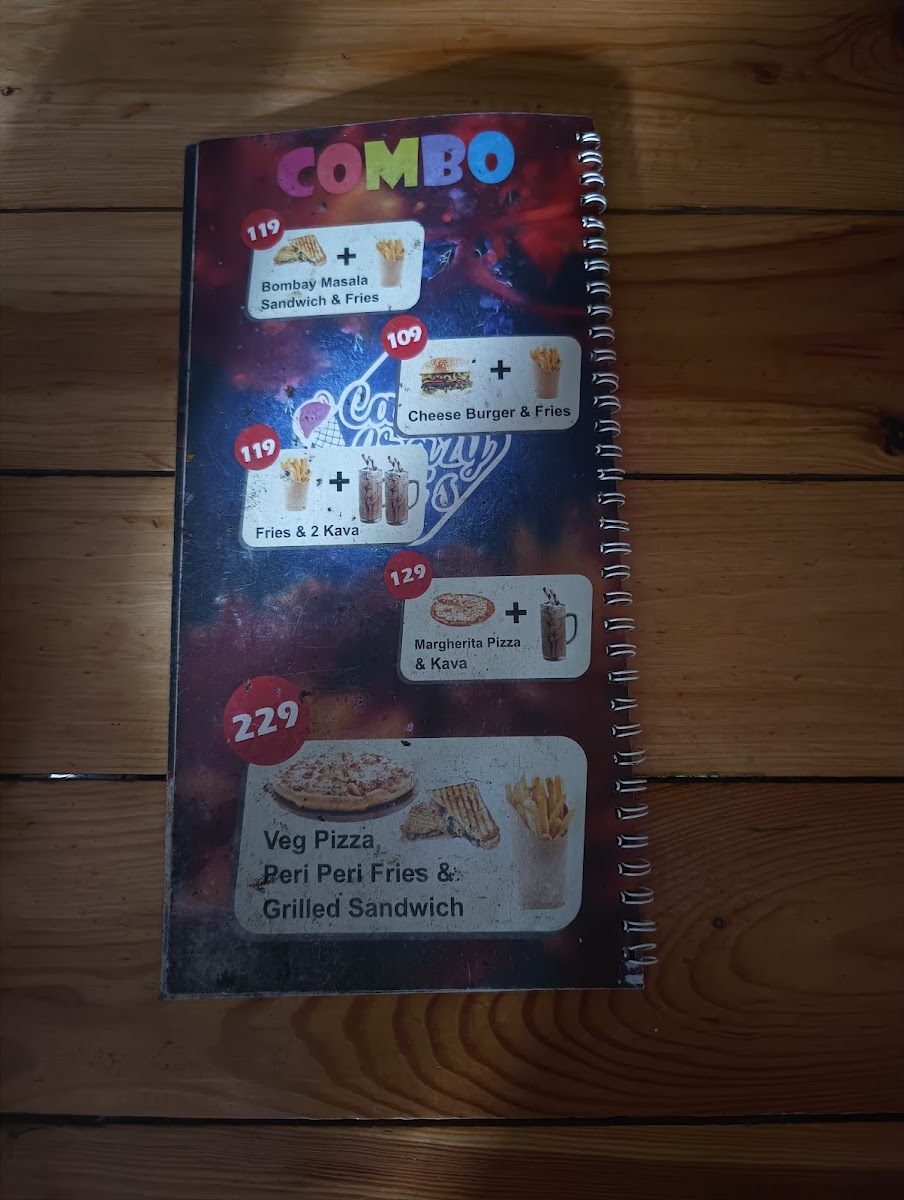 COMBO
119
Bombay Masala
Sandwich & Fries
109
Cheese Burger & Fries
119
Fries & 2 Kava
129
Margherita Pizza
& Kava
229
Veg Pizza,
Peri Peri Fries &
Grilled Sandwich